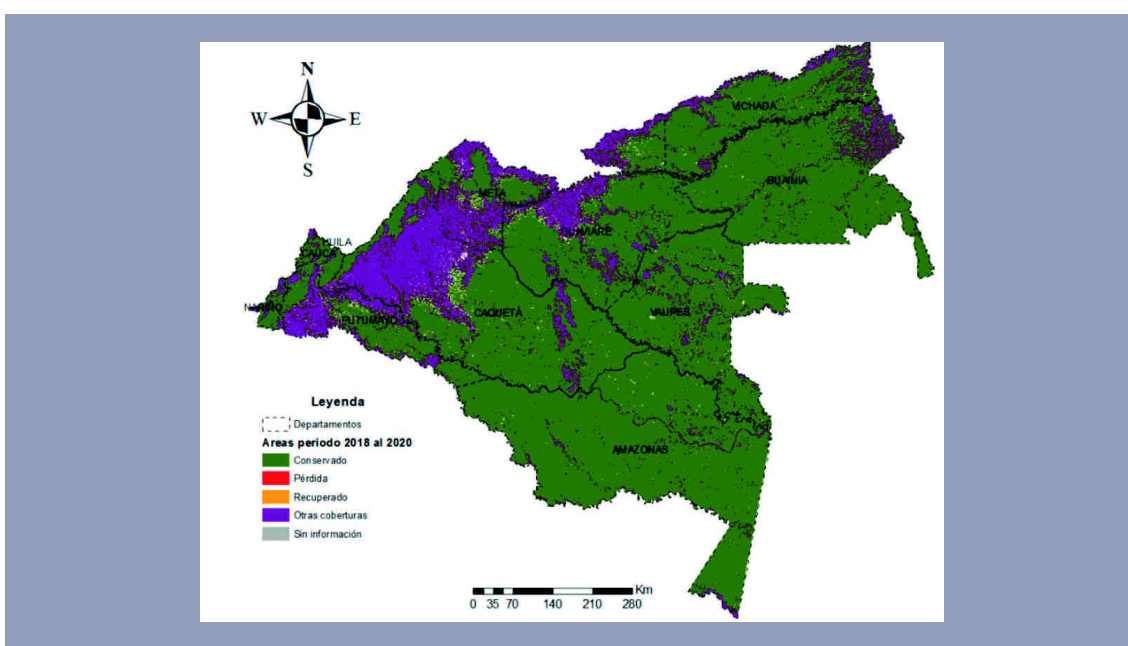 N
W E
S
VICHADA
GUAINIA
META
GUAVIARE
HUILA
CAUCA
NARIÑO
PUTUMAYO
CAQUETÁ
VAUPES
AMAZONAS
Leyenda
Departamentos
Areas periodo 2018 al 2020
Conservado
Pérdida
Recuperado
Otras coberturas
Sin información
Km
0 35 70 140 210 280